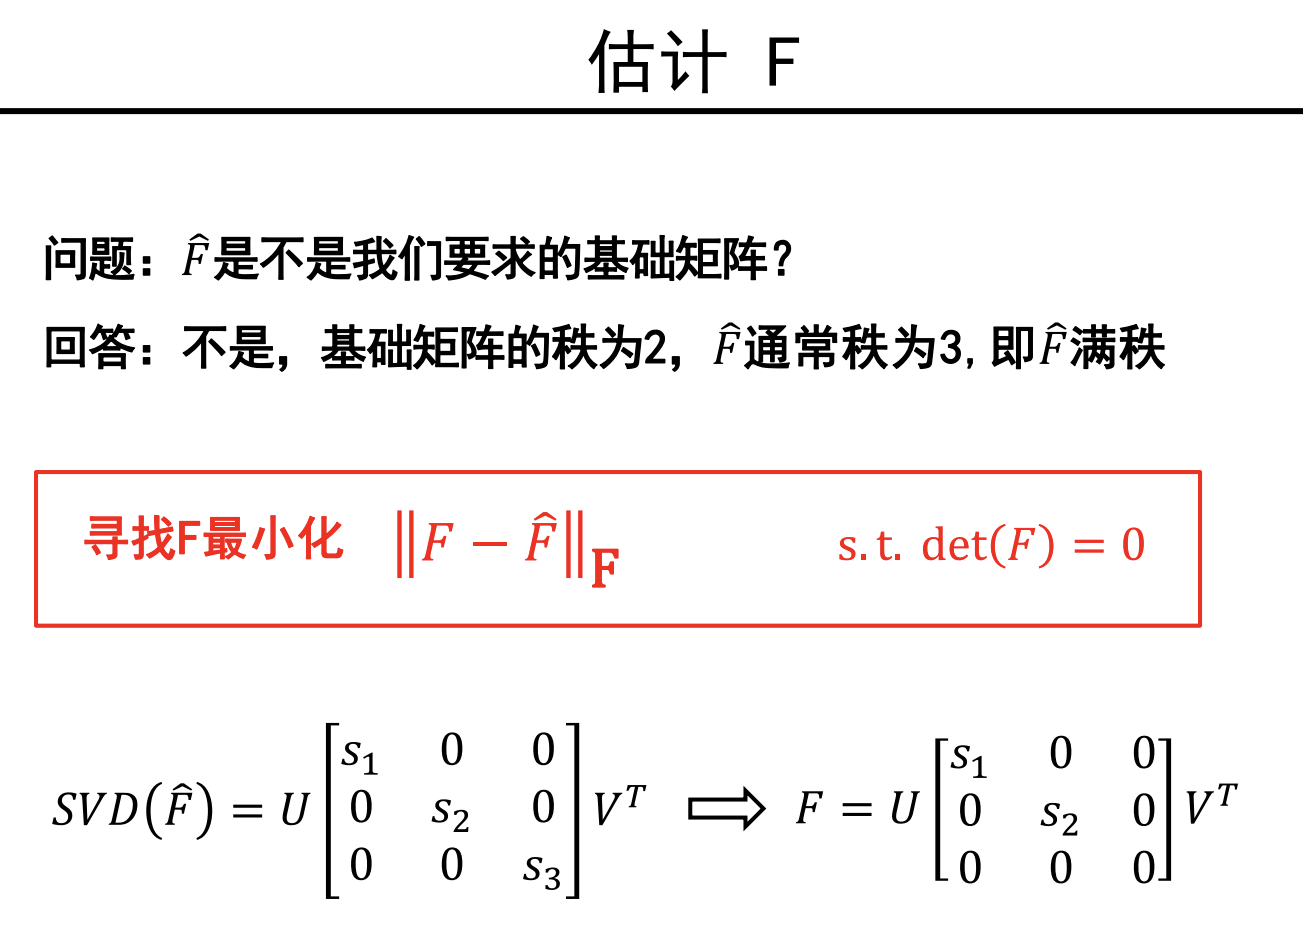 估计 F
问题：F̂是不是我们要求的基础矩阵？
回答：不是，基础矩阵的秩为2，F̂通常秩为3,即F̂满秩
寻找F最小化 ‖F − F̂‖_F s.t. det(F) = 0
SVD(F̂) = U [s₁ 0 0; 0 s₂ 0; 0 0 s₃] Vᵀ ⇨ F = U [s₁ 0 0; 0 s₂ 0; 0 0 0] Vᵀ